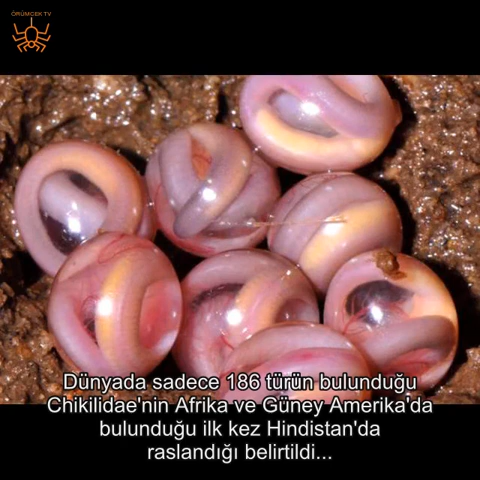 ÖRÜMCEK TV
Dünyada sadece 186 türün bulunduğu
Chikilidae'nin Afrika ve Güney Amerika'da
bulunduğu ilk kez Hindistan'da
raslandığı belirtildi...